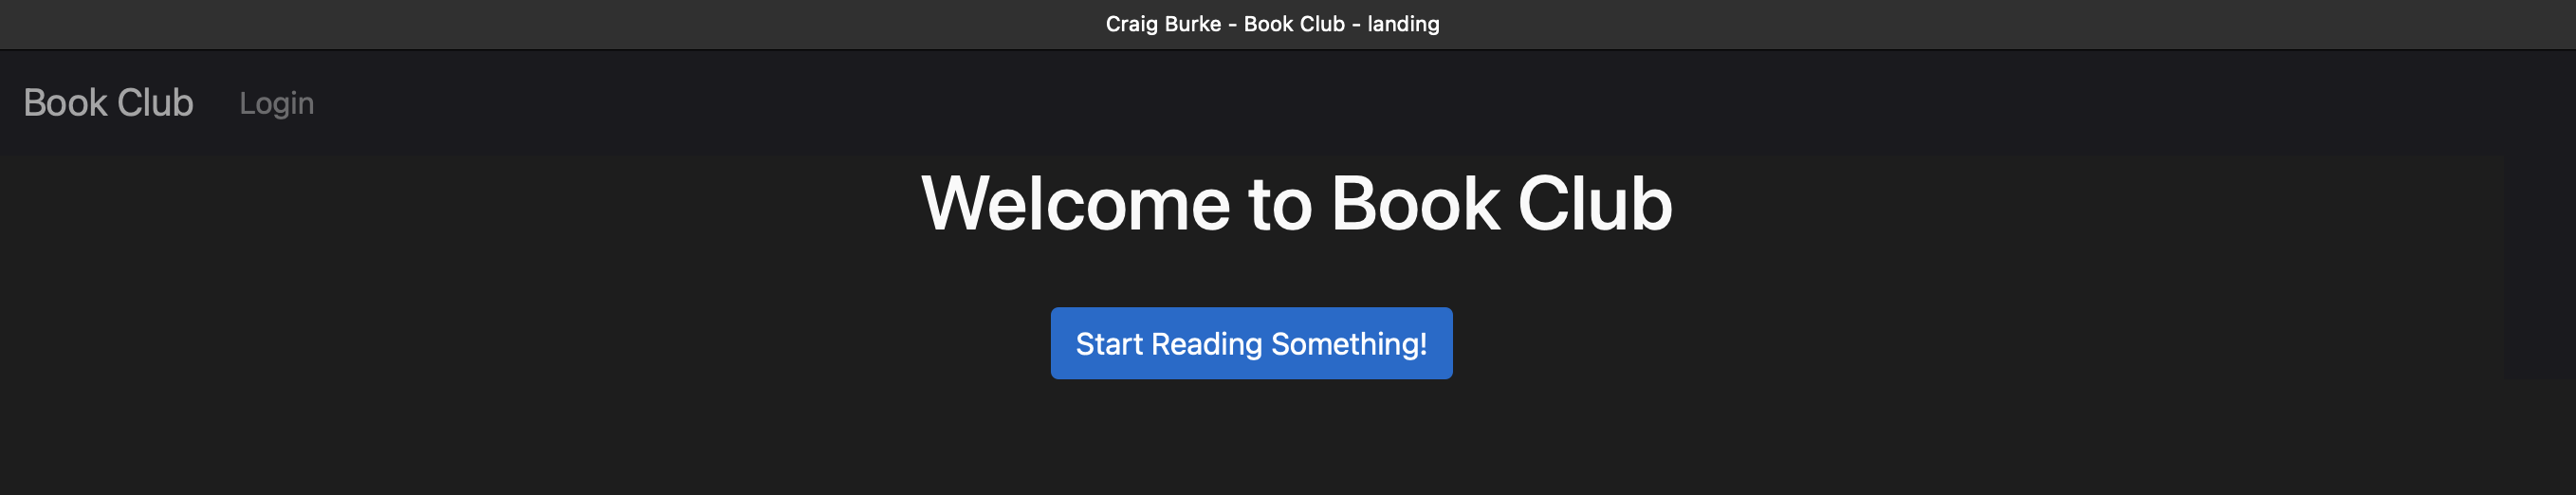 Craig Burke - Book Club - landing
Book Club Login
Welcome to Book Club
Start Reading Something!